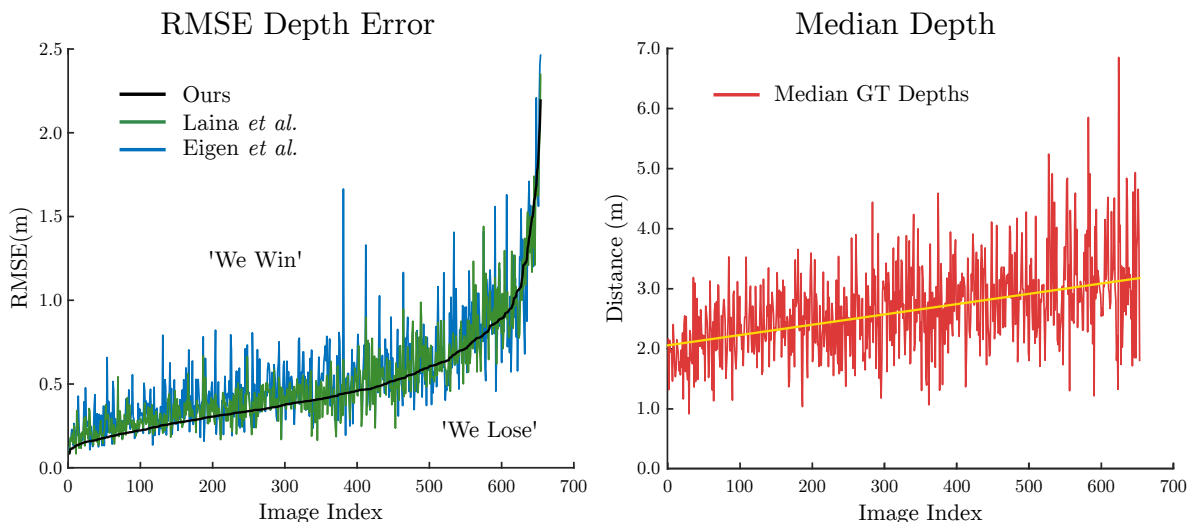 RMSE Depth Error
2.5
2.0
1.5
1.0
0.5
0.0
RMSE(m)
Ours
Laina et al.
Eigen et al.
'We Win'
'We Lose'
0 100 200 300 400 500 600 700
Image Index
Median Depth
7.0
6.0
5.0
4.0
3.0
2.0
1.0
0.0
Distance (m)
Median GT Depths
0 100 200 300 400 500 600 700
Image Index